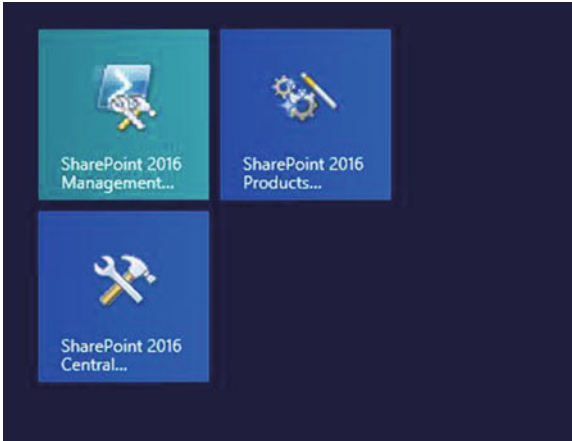 SharePoint 2016
Management...
SharePoint 2016
Products...
SharePoint 2016
Central...